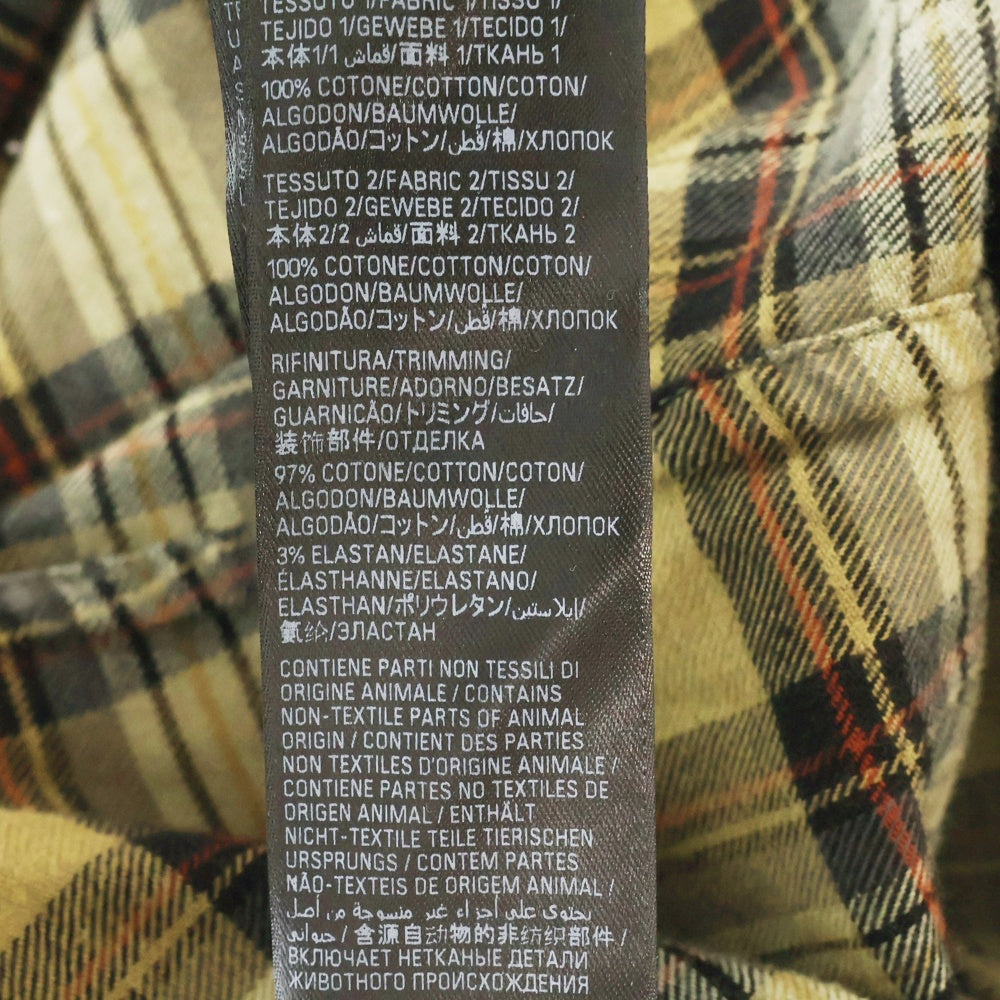 TESSUTO 1/FABRIC 1/TISSU 1/
TEJIDO 1/GEWEBE 1/TECIDO 1/
本体1/1 قماش/面料 1/ТКАНЬ 1
100% COTONE/COTTON/COTON/
ALGODON/BAUMWOLLE/
ALGODÃO/コットン/قطن/棉/ХЛОПОК
TESSUTO 2/FABRIC 2/TISSU 2/
TEJIDO 2/GEWEBE 2/TECIDO 2/
本体2/2 قماش/面料 2/ТКАНЬ 2
100% COTONE/COTTON/COTON/
ALGODON/BAUMWOLLE/
ALGODÃO/コットン/قطن/棉/ХЛОПОК
RIFINITURA/TRIMMING/
GARNITURE/ADORNO/BESATZ/
GUARNIÇÃO/トリミング/حافات/
装饰部件/ОТДЕЛКА
97% COTONE/COTTON/COTON/
ALGODON/BAUMWOLLE/
ALGODÃO/コットン/قطن/棉/ХЛОПОК
3% ELASTAN/ELASTANE/
ÉLASTHANNE/ELASTANO/
ELASTHAN/ポリウレタン/إيلاستين/
氨纶/ЭЛАСТАН
CONTIENE PARTI NON TESSILI DI
ORIGINE ANIMALE / CONTAINS
NON-TEXTILE PARTS OF ANIMAL
ORIGIN / CONTIENT DES PARTIES
NON TEXTILES D'ORIGINE ANIMALE /
CONTIENE PARTES NO TEXTILES DE
ORIGEN ANIMAL / ENTHÄLT
NICHT-TEXTILE TEILE TIERISCHEN
URSPRUNGS / CONTEM PARTES
NÃO-TEXTEIS DE ORIGEM ANIMAL /
يحتوي على أجزاء غير منسوجة من أصل
حيواني / 含源自动物的非纺织部件 /
ВКЛЮЧАЕТ НЕТКАНЫЕ ДЕТАЛИ
ЖИВОТНОГО ПРОИСХОЖДЕНИЯ